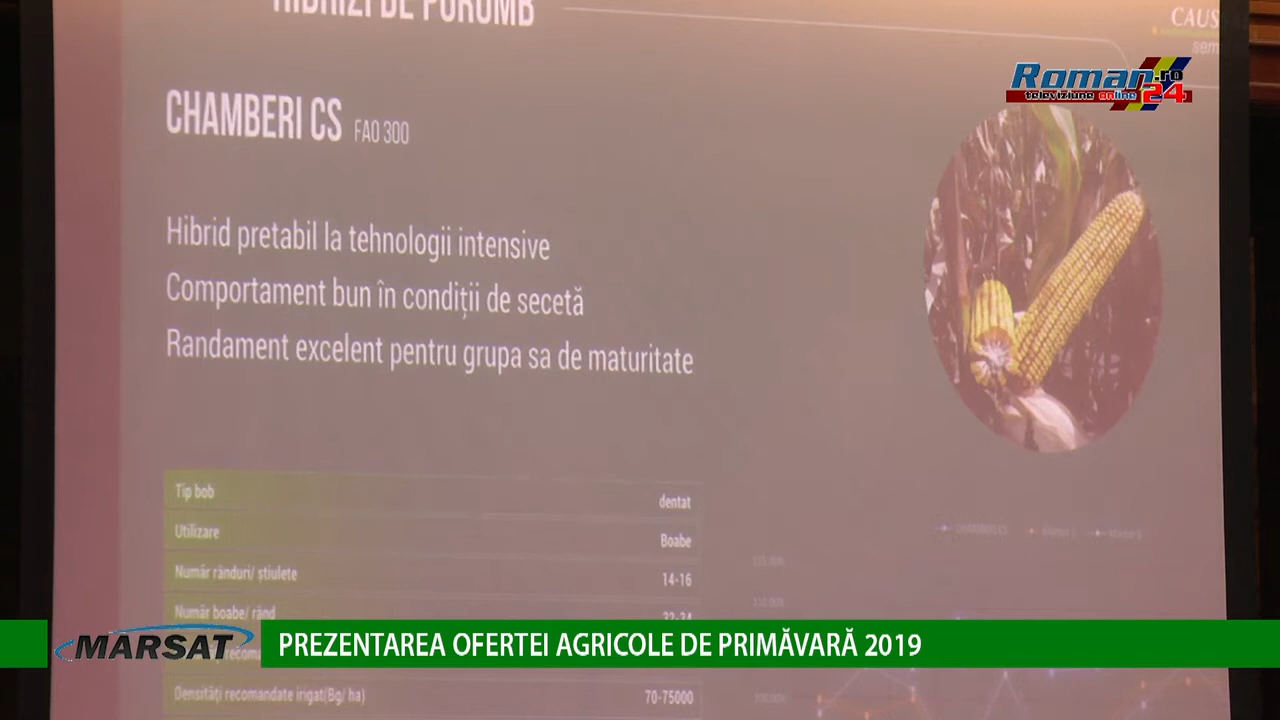 HIBRIZI DE PORUMB
CAUS
sem
Roman.ro
televiziune online 24
CHAMBERI CS FAO 300
Hibrid pretabil la tehnologii intensive
Comportament bun în condiții de secetă
Randament excelent pentru grupa sa de maturitate
Tip bob dentat
Utilizare Boabe
Număr rânduri/ știulete 14-16
Număr boabe/ rând 32-34
MARSAT PREZENTAREA OFERTEI AGRICOLE DE PRIMĂVARĂ 2019
Densități recomandate irigat(Bg/ ha) 70-75000